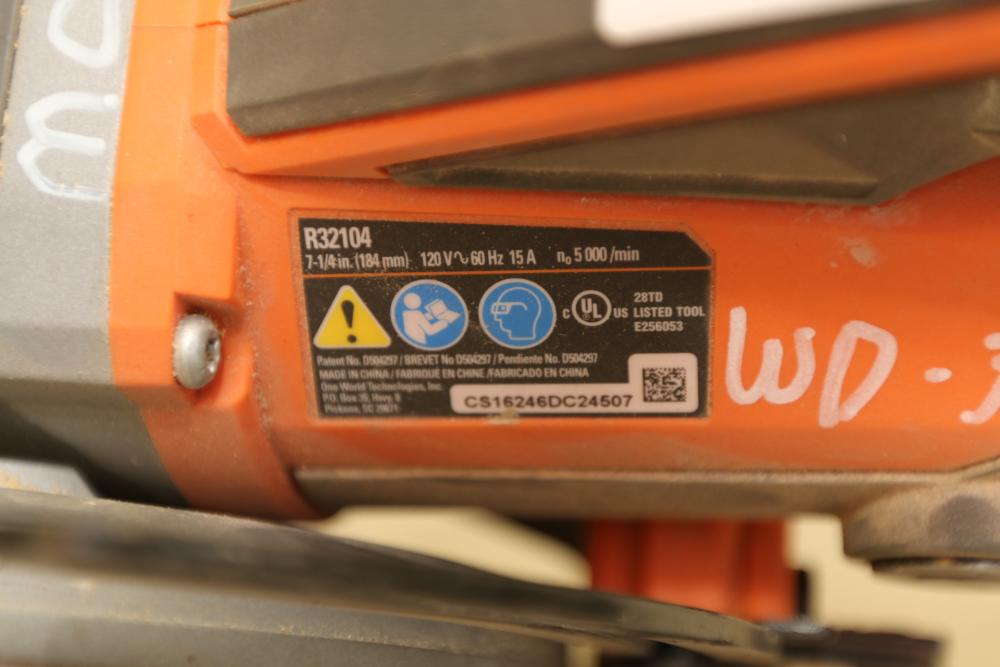 R32104
7-1/4 in. (184 mm) 120 V ∿ 60 Hz 15 A n₀ 5 000 /min
C UL US
28TD
LISTED TOOL
E256053
Patent No. D504297 / BREVET No D504297 / Pendiente No. D504297
MADE IN CHINA / FABRIQUÉ EN CHINE / FABRICADO EN CHINA
One World Technologies, Inc.
P.O. Box 35, Hwy. 8
Pickens, SC 29671
CS16246DC24507
WD -